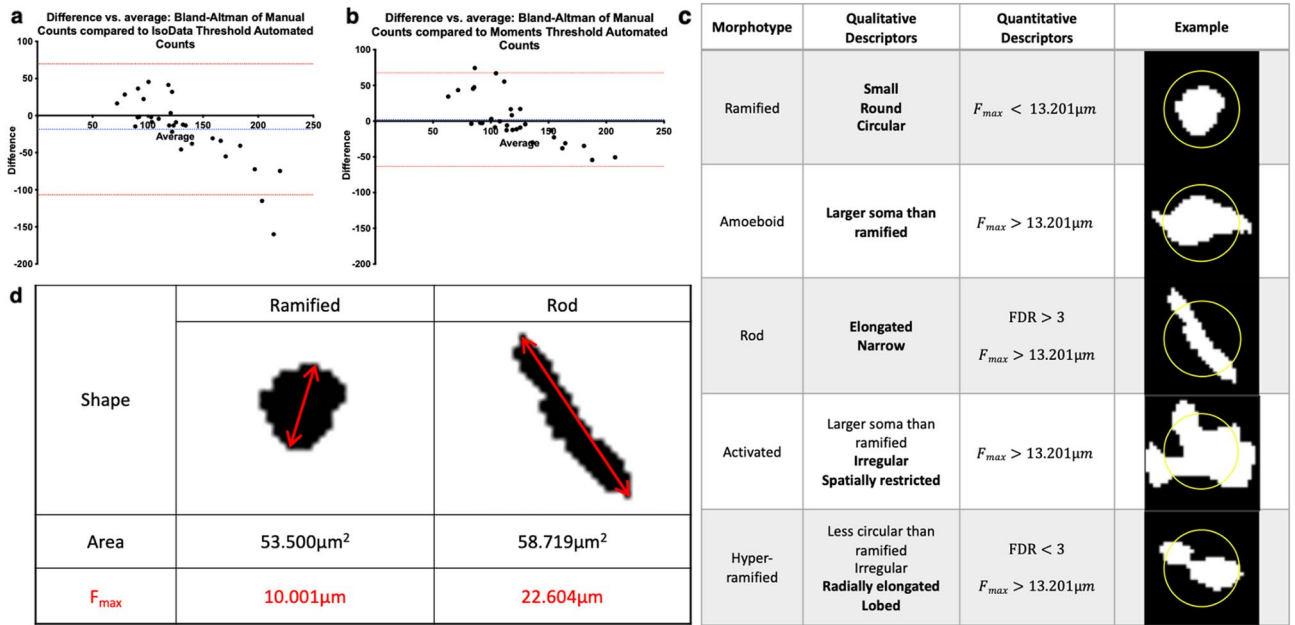 a
Difference vs. average: Bland-Altman of Manual
Counts compared to IsoData Threshold Automated
Counts
100
50
0
-50
-100
-150
-200
50
100
150
200
250
Average
Difference
b
Difference vs. average: Bland-Altman of Manual
Counts compared to Moments Threshold Automated
Counts
100
50
0
-50
-100
-150
-200
50
100
150
200
250
Average
Difference
c
Morphotype
Qualitative
Descriptors
Quantitative
Descriptors
Example
Ramified
Small
Round
Circular
Fmax < 13.201µm
Amoeboid
Larger soma than
ramified
Fmax > 13.201µm
Rod
Elongated
Narrow
FDR > 3
Fmax > 13.201µm
Activated
Larger soma than
ramified
Irregular
Spatially restricted
Fmax > 13.201µm
Hyper-
ramified
Less circular than
ramified
Irregular
Radially elongated
Lobed
FDR < 3
Fmax > 13.201µm
d
Shape
Ramified
Rod
Area
53.500µm²
58.719µm²
Fmax
10.001µm
22.604µm